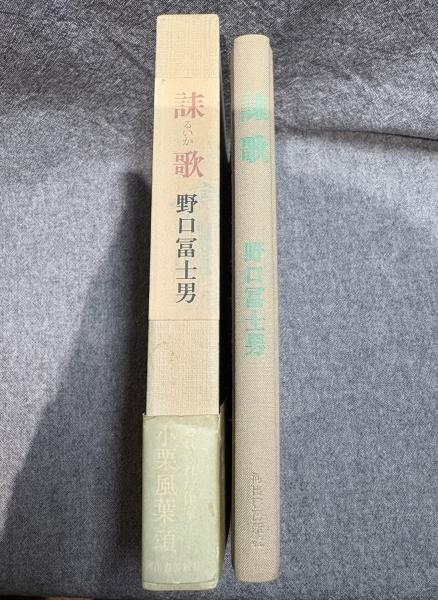 誄歌
るいか
野口冨士男
小栗風葉頌
河出書房新社
誄歌
野口冨士男
河出書房新社